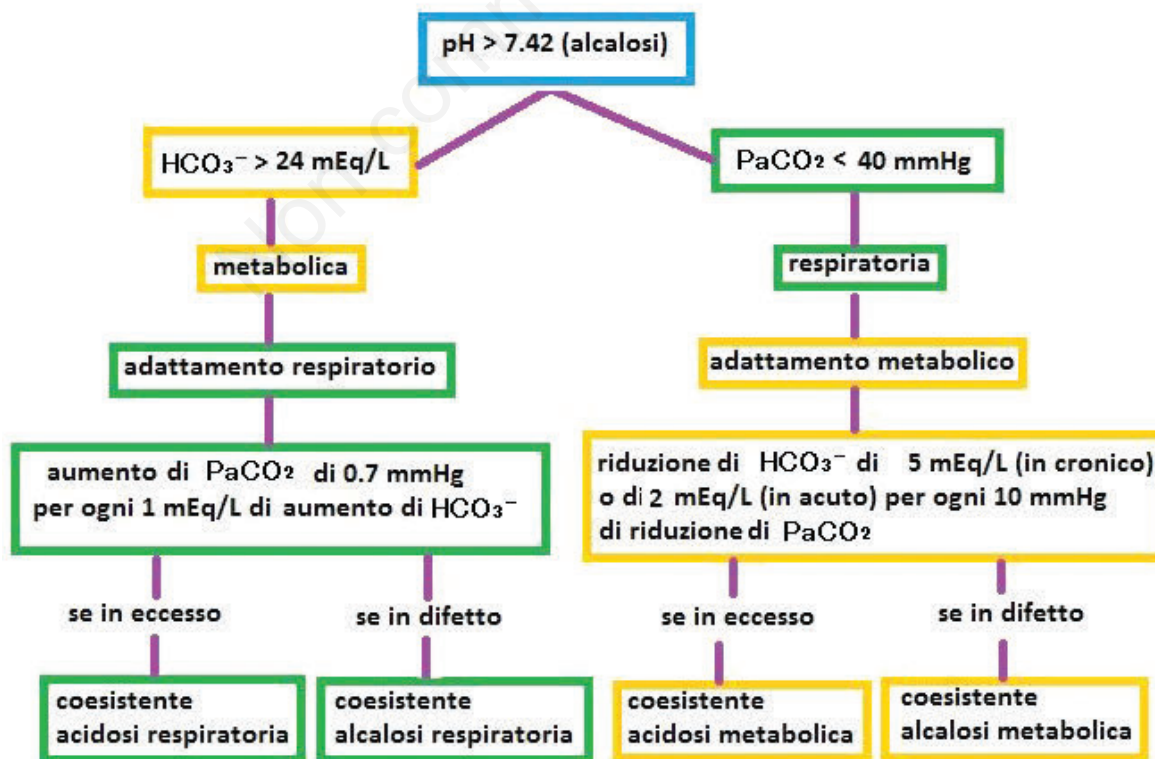 pH > 7.42 (alcalosi)
HCO₃⁻ > 24 mEq/L
PaCO₂ < 40 mmHg
metabolica
respiratoria
adattamento respiratorio
adattamento metabolico
aumento di PaCO₂ di 0.7 mmHg
per ogni 1 mEq/L di aumento di HCO₃⁻
riduzione di HCO₃⁻ di 5 mEq/L (in cronico)
o di 2 mEq/L (in acuto) per ogni 10 mmHg
di riduzione di PaCO₂
se in eccesso
se in difetto
se in eccesso
se in difetto
coesistente
acidosi respiratoria
coesistente
alcalosi respiratoria
coesistente
acidosi metabolica
coesistente
alcalosi metabolica
Non